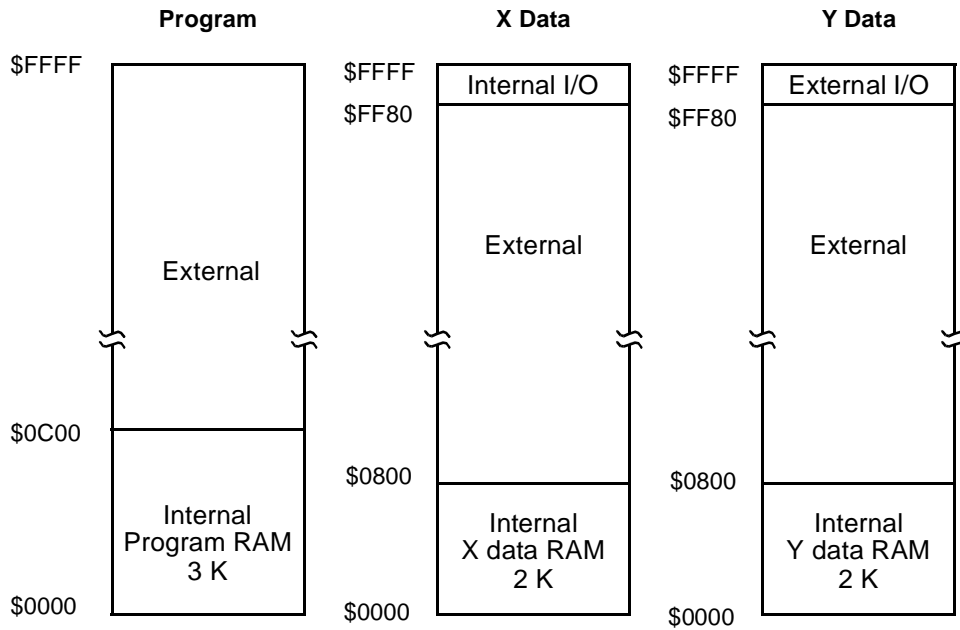 Program
$FFFF
External
$0C00
Internal
Program RAM
3 K
$0000
X Data
$FFFF
Internal I/O
$FF80
External
$0800
Internal
X data RAM
2 K
$0000
Y Data
$FFFF
External I/O
$FF80
External
$0800
Internal
Y data RAM
2 K
$0000